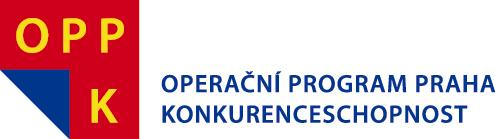 OPP
K
OPERAČNÍ PROGRAM PRAHA
KONKURENCESCHOPNOST